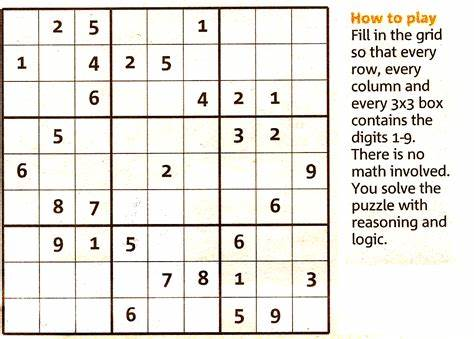 2 5 1
1 4 2 5
6 4 2 1
5 3 2
6 2 9
8 7 6
9 1 5 6
7 8 1 3
6 5 9
How to play
Fill in the grid
so that every
row, every
column and
every 3x3 box
contains the
digits 1-9.
There is no
math involved.
You solve the
puzzle with
reasoning and
logic.